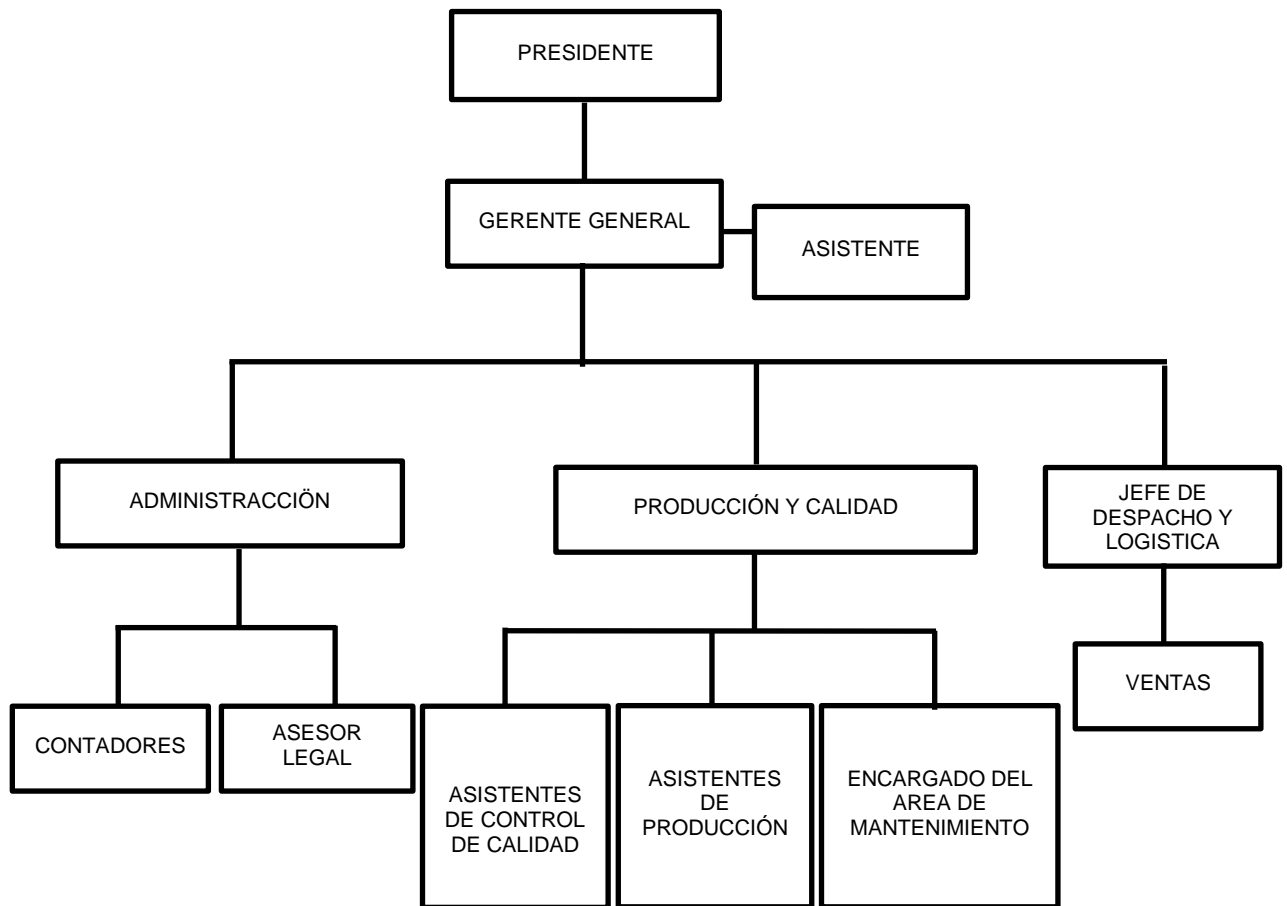 PRESIDENTE
GERENTE GENERAL
ASISTENTE
ADMINISTRACCIÖN
PRODUCCIÓN Y CALIDAD
JEFE DE
DESPACHO Y
LOGISTICA
VENTAS
CONTADORES
ASESOR
LEGAL
ASISTENTES
DE CONTROL
DE CALIDAD
ASISTENTES
DE
PRODUCCIÓN
ENCARGADO DEL
AREA DE
MANTENIMIENTO